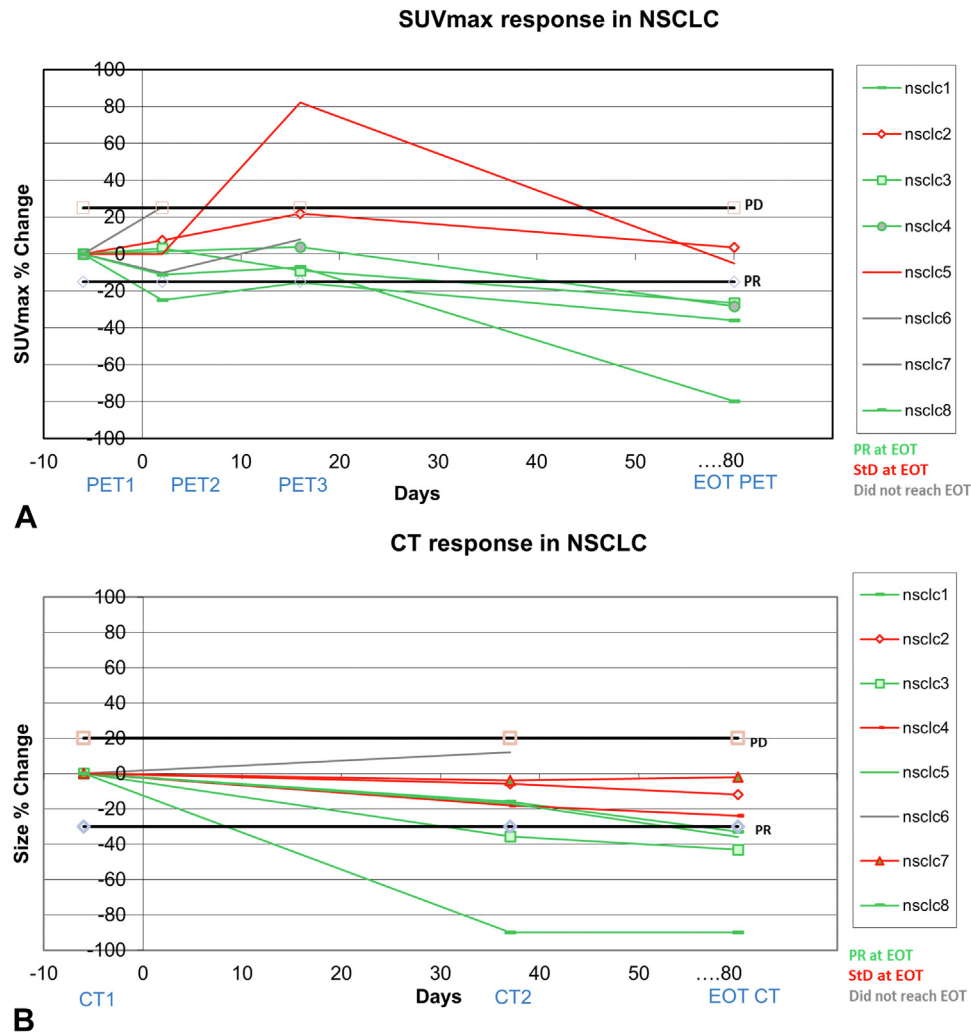 SUVmax response in NSCLC
100
80
60
40
20
0
-20
-40
-60
-80
-100
SUVmax % Change
PD
PR
-10 0 10 20 30 40 50 ....80
PET1 PET2 PET3 EOT PET
Days
nsclc1
nsclc2
nsclc3
nsclc4
nsclc5
nsclc6
nsclc7
nsclc8
PR at EOT
StD at EOT
Did not reach EOT
A
CT response in NSCLC
100
80
60
40
20
0
-20
-40
-60
-80
-100
Size % Change
PD
PR
-10 0 10 20 30 40 50 ....80
CT1 Days CT2 EOT CT
nsclc1
nsclc2
nsclc3
nsclc4
nsclc5
nsclc6
nsclc7
nsclc8
PR at EOT
StD at EOT
Did not reach EOT
B